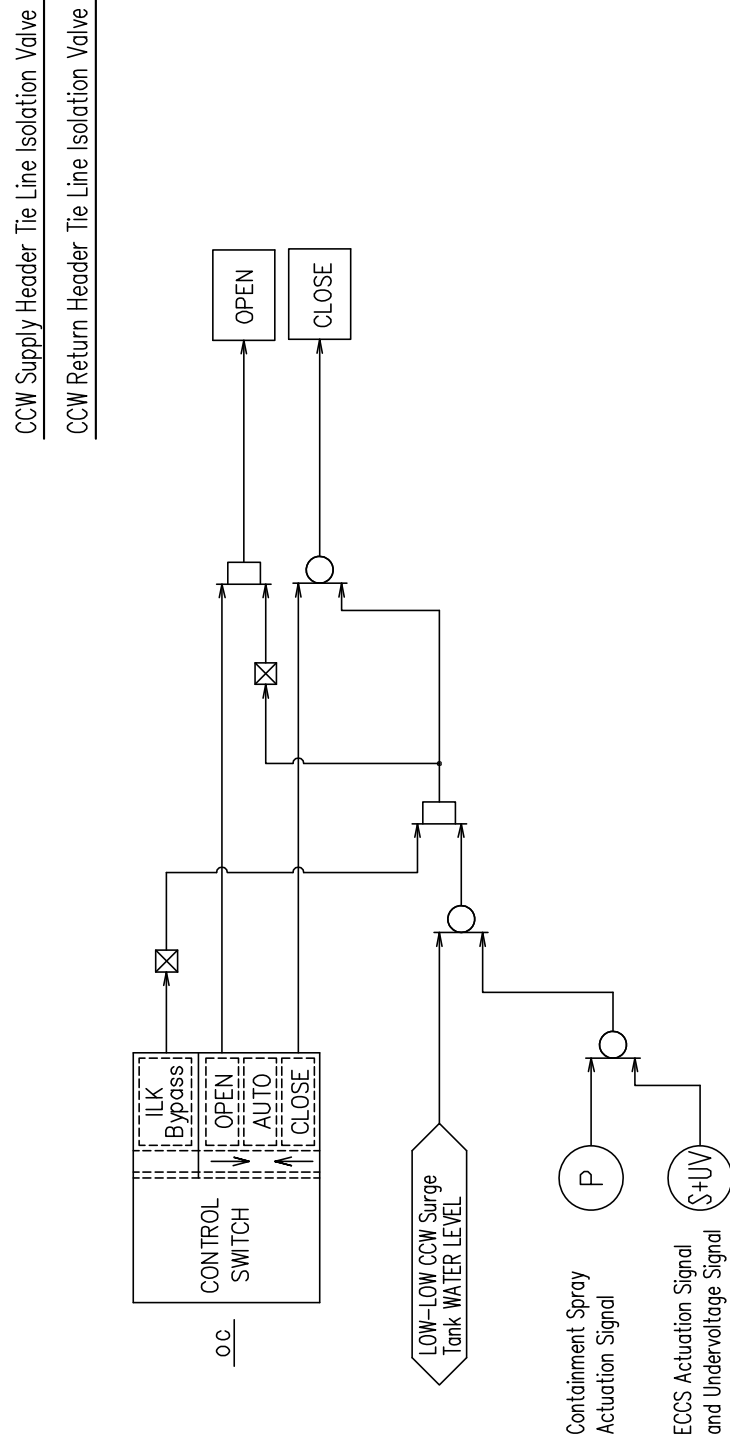 CCW Supply Header Tie Line Isolation Valve
CCW Return Header Tie Line Isolation Valve
OC
CONTROL
SWITCH
ILK
Bypass
OPEN
AUTO
CLOSE
OPEN
CLOSE
LOW-LOW CCW Surge
Tank WATER LEVEL
Containment Spray
Actuation Signal
P
ECCS Actuation Signal
and Undervoltage Signal
S+UV